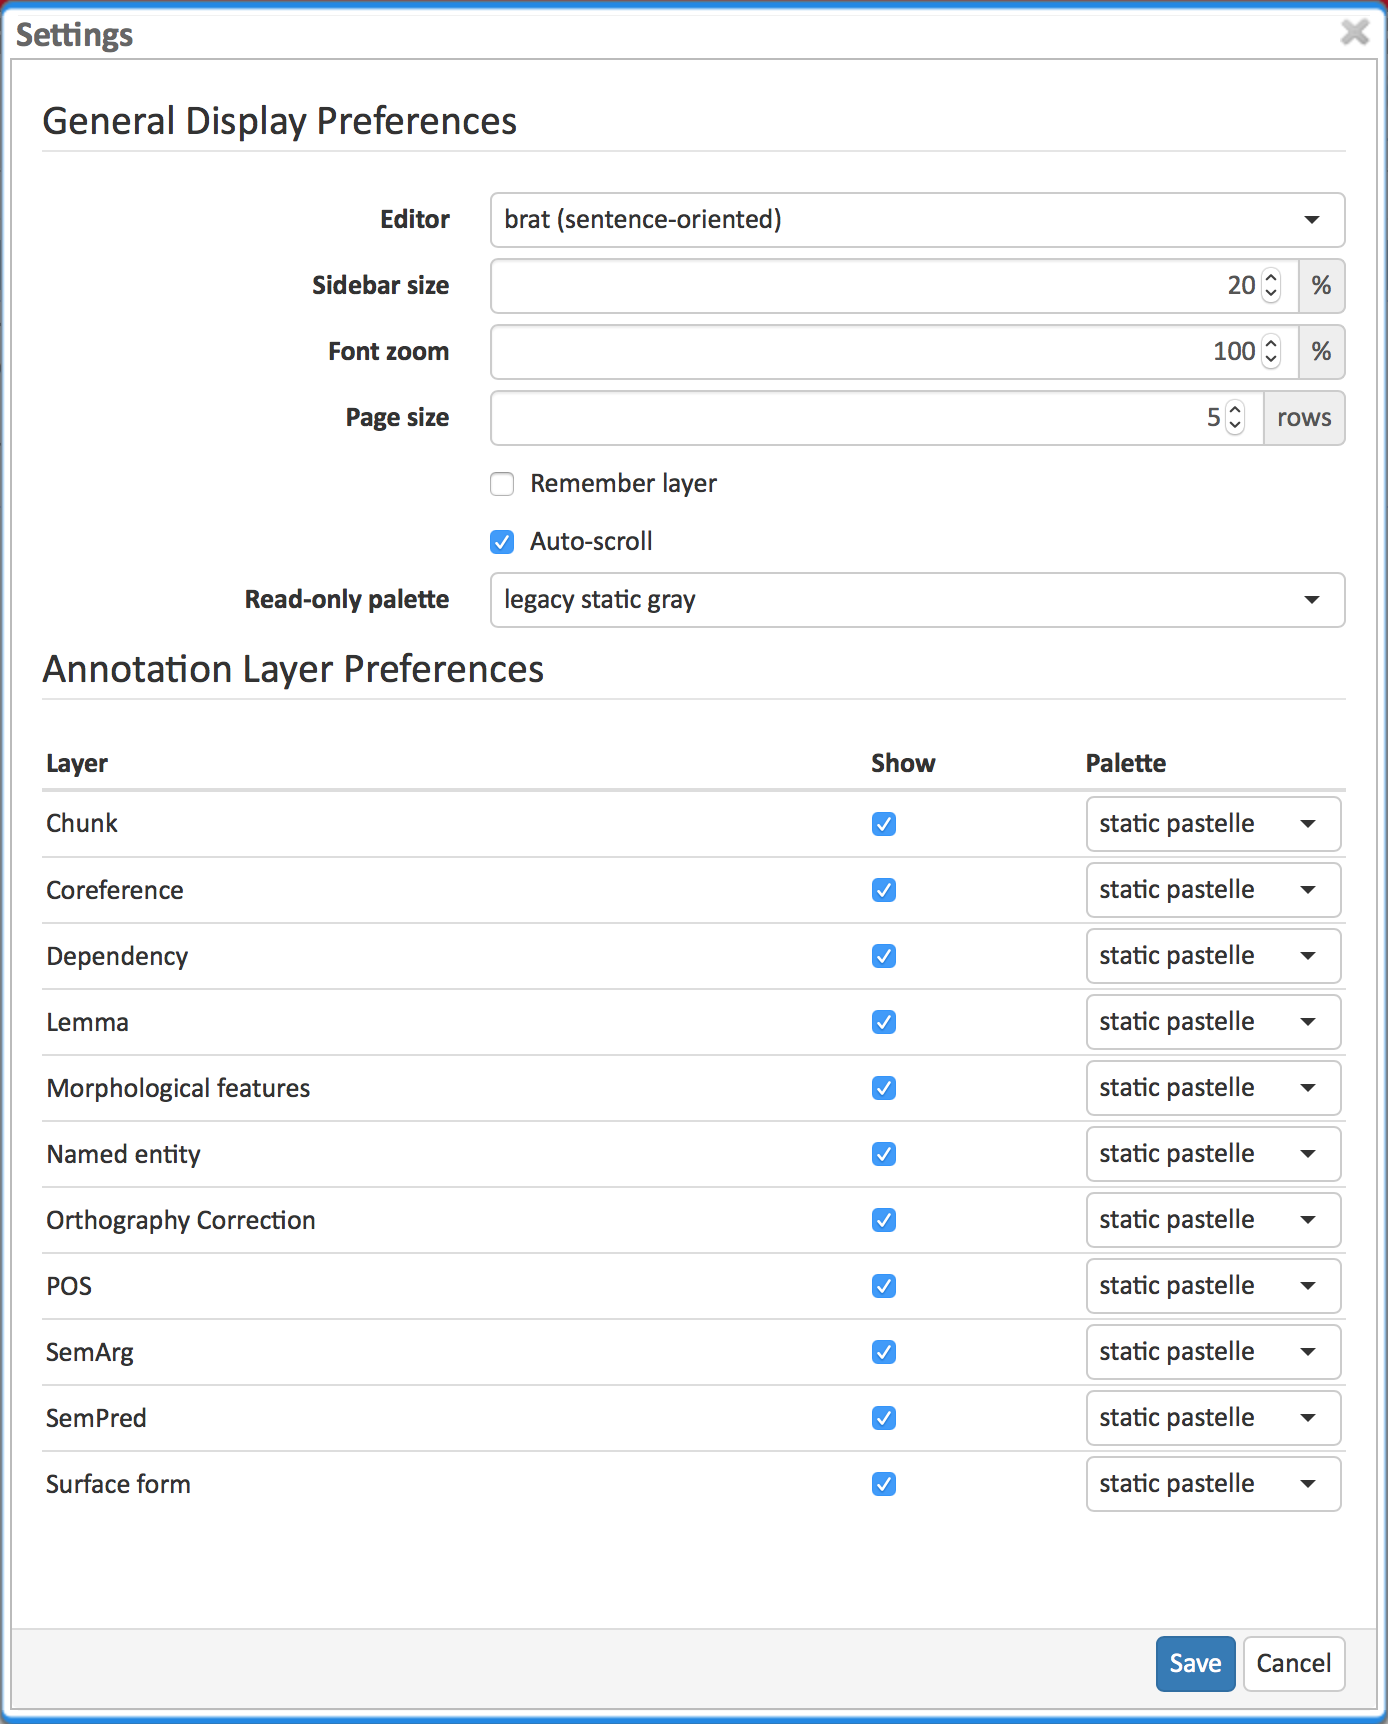 Settings
General Display Preferences
Editor brat (sentence-oriented)
Sidebar size 20 %
Font zoom 100 %
Page size 5 rows
Remember layer
Auto-scroll
Read-only palette legacy static gray
Annotation Layer Preferences
Layer Show Palette
Chunk static pastelle
Coreference static pastelle
Dependency static pastelle
Lemma static pastelle
Morphological features static pastelle
Named entity static pastelle
Orthography Correction static pastelle
POS static pastelle
SemArg static pastelle
SemPred static pastelle
Surface form static pastelle
Save Cancel